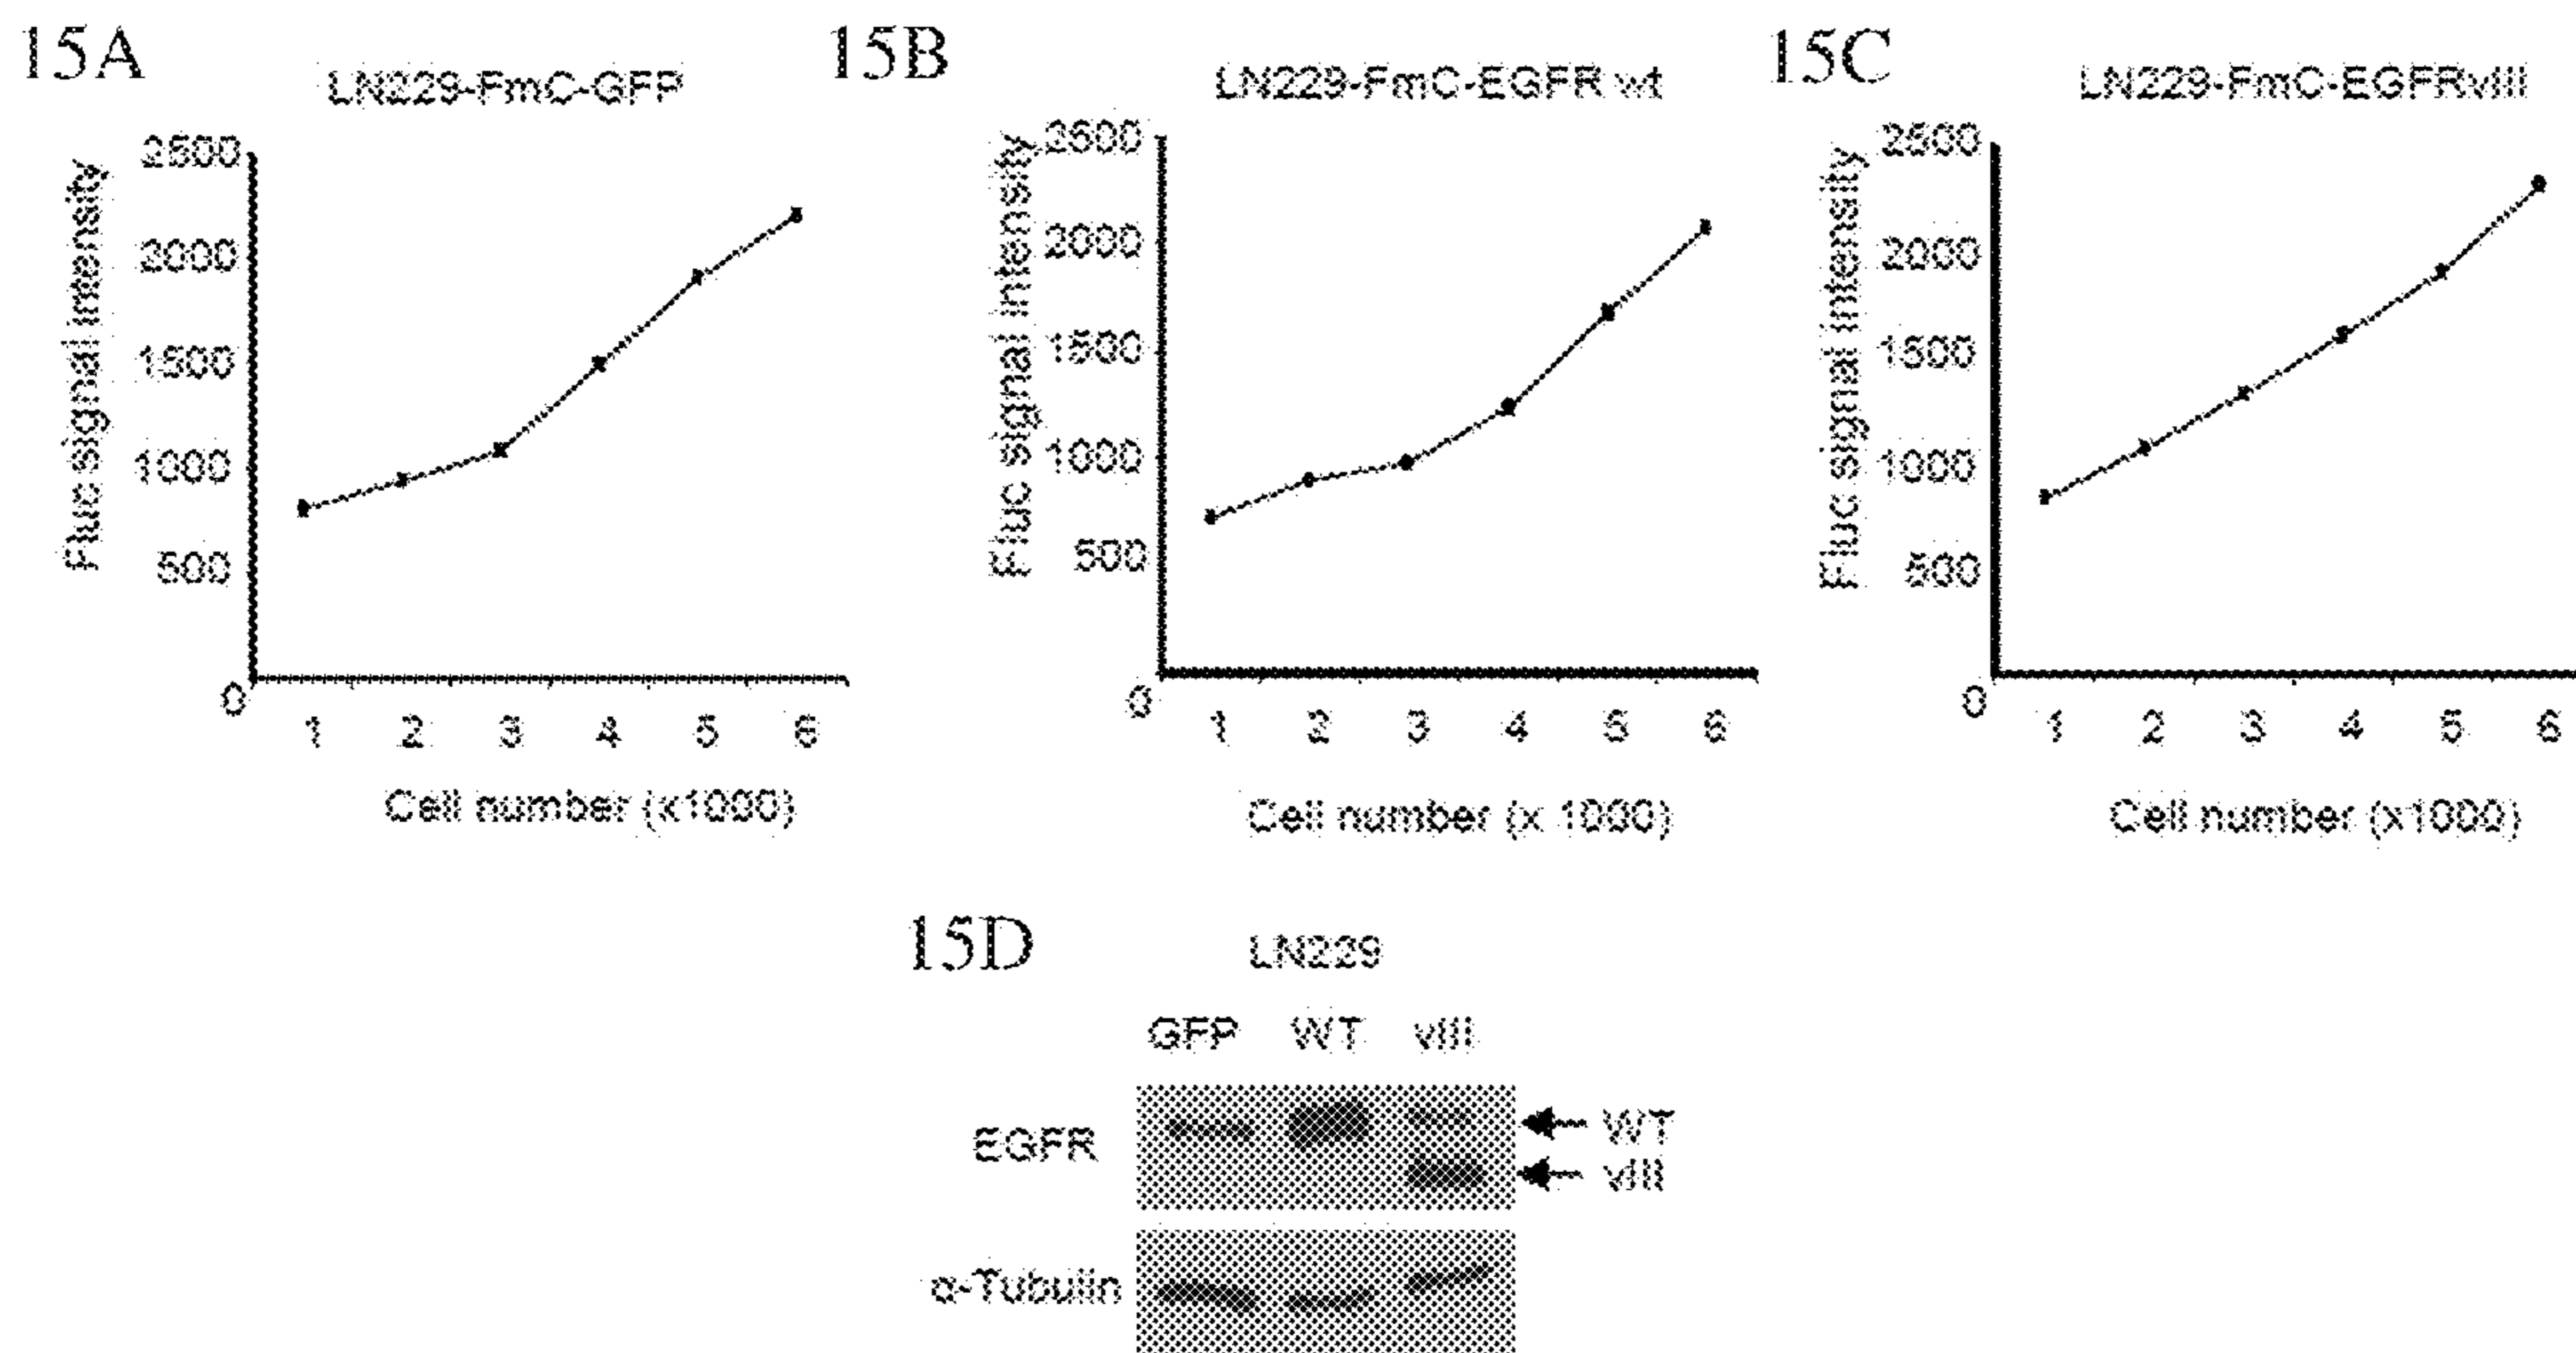 15A
LN229-FmC-GFP
Fluc signal intensity
2500
2000
1500
1000
500
0
1 2 3 4 5 6
Cell number (x1000)
15B
LN229-FmC-EGFR wt
Fluc signal intensity
2500
2000
1500
1000
500
0
1 2 3 4 5 6
Cell number (x 1000)
15C
LN229-FmC-EGFRvIII
Fluc signal intensity
2500
2000
1500
1000
500
0
1 2 3 4 5 6
Cell number (x1000)
15D
LN229
GFP WT vIII
EGFR
WT
vIII
α-Tubulin